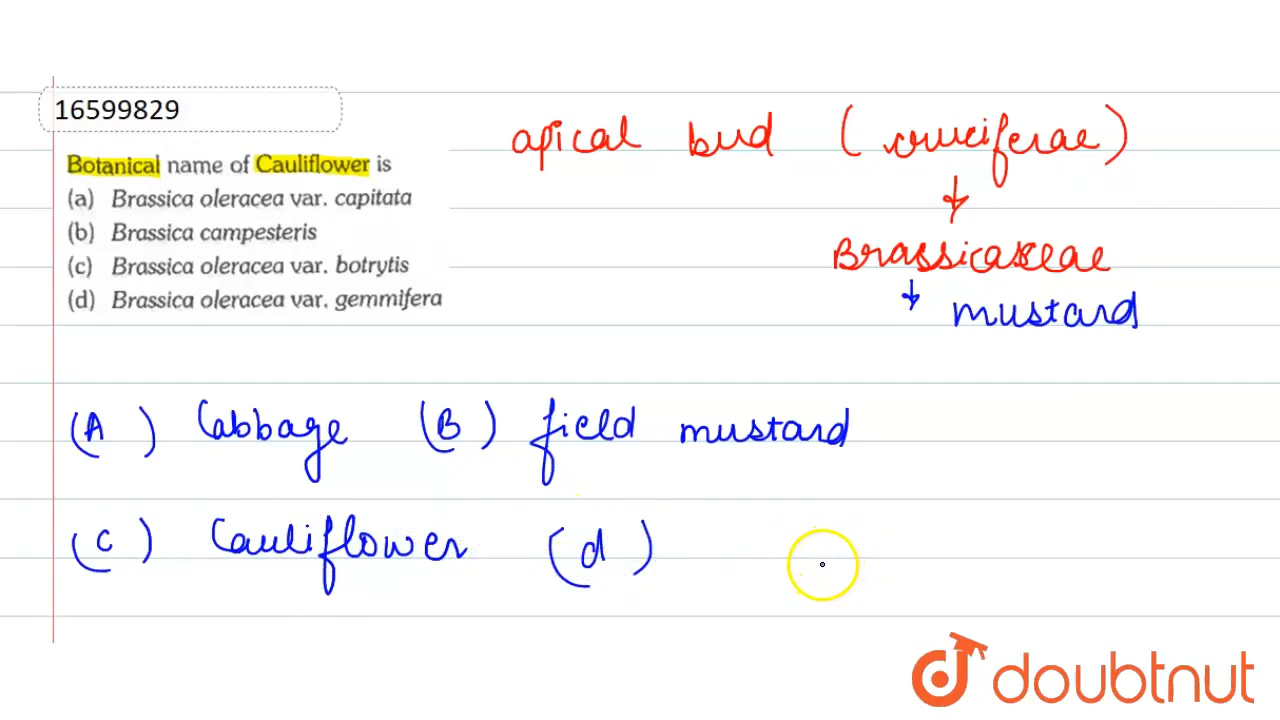 16599829
Botanical name of Cauliflower is
(a) Brassica oleracea var. capitata
(b) Brassica campesteris
(c) Brassica oleracea var. botrytis
(d) Brassica oleracea var. gemmifera
apical bud (cruciferae)
Brassicaseae
mustard
(A) Cabbage (B) field mustard
(C) Cauliflower (d)
doubtnut